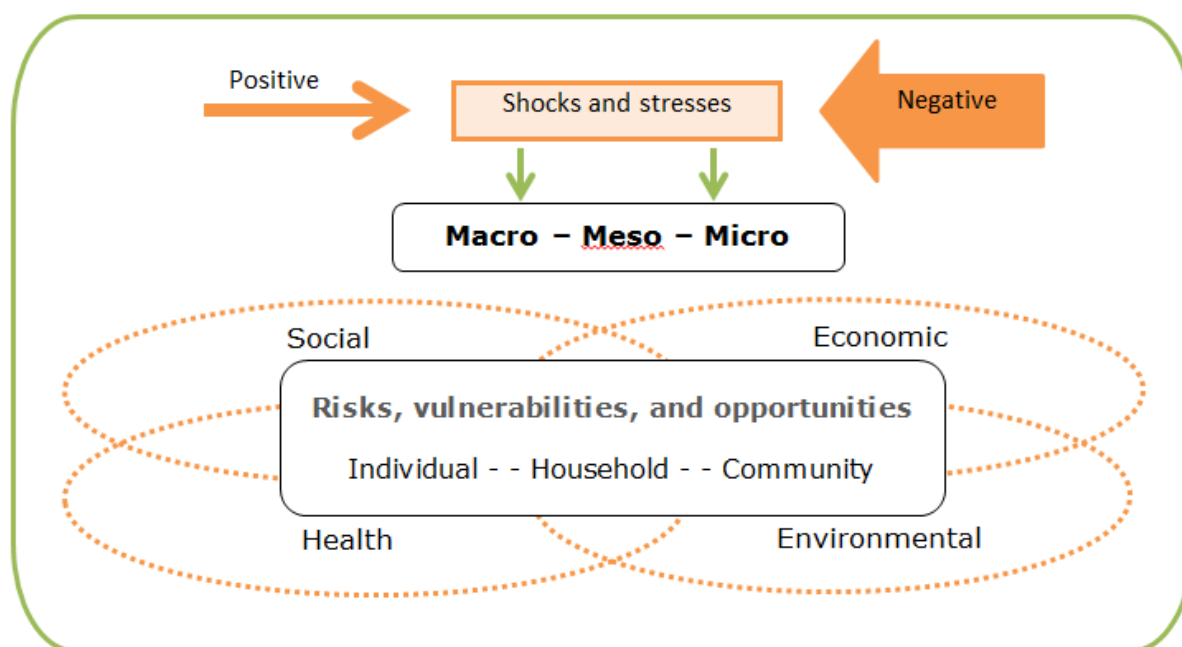 Positive
Shocks and stresses
Negative
Macro – Meso – Micro
Social
Economic
Risks, vulnerabilities, and opportunities
Individual - - Household - - Community
Health
Environmental